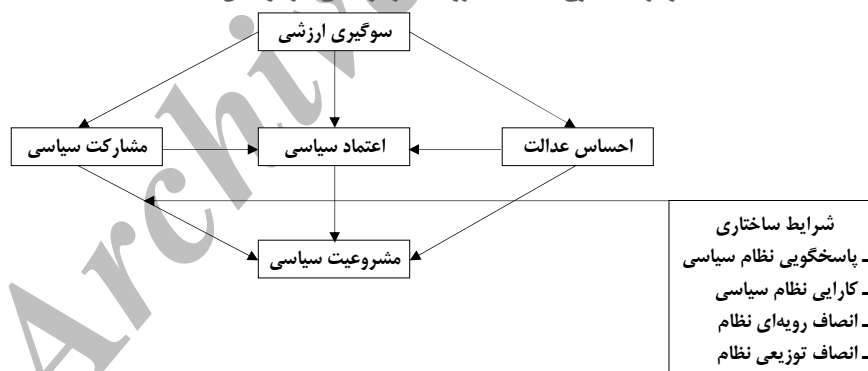 سوگیری ارزشی
احساس عدالت
اعتماد سیاسی
مشارکت سیاسی
مشروعیت سیاسی
شرایط ساختاری
ـ پاسخگویی نظام سیاسی
ـ کارایی نظام سیاسی
ـ انصاف رویه‌ای نظام
ـ انصاف توزیعی نظام